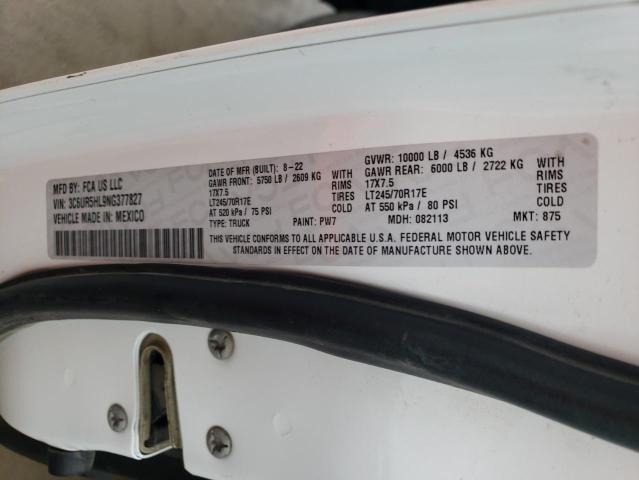 MFD BY: FCA US LLC DATE OF MFR (BUILT): 8-22 GVWR: 10000 LB / 4536 KG
VIN: 3C6UR5HL9NG377827 GAWR FRONT: 5750 LB / 2609 KG WITH GAWR REAR: 6000 LB / 2722 KG WITH
VEHICLE MADE IN: MEXICO 17X7.5 RIMS 17X7.5 RIMS
LT245/70R17E TIRES LT245/70R17E TIRES
AT 520 kPa / 75 PSI COLD AT 550 kPa / 80 PSI COLD
TYPE: TRUCK PAINT: PW7 MDH: 082113 MKT: 875
THIS VEHICLE CONFORMS TO ALL APPLICABLE U.S.A. FEDERAL MOTOR VEHICLE SAFETY
STANDARDS IN EFFECT ON THE DATE OF MANUFACTURE SHOWN ABOVE.